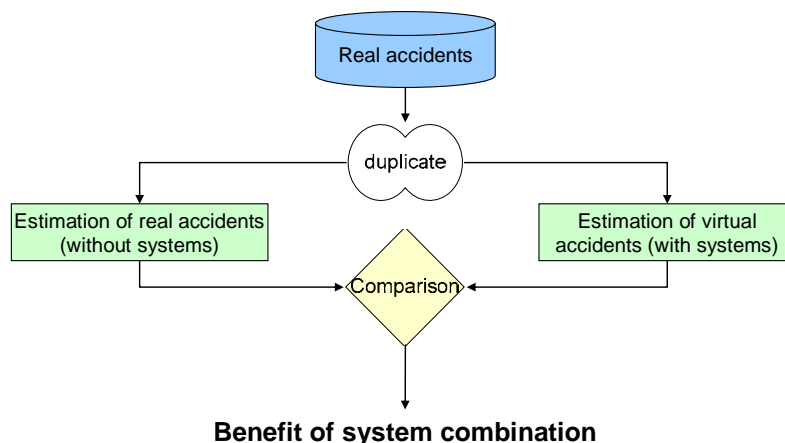 Real accidents
duplicate
Estimation of real accidents
(without systems)
Estimation of virtual
accidents (with systems)
Comparison
Benefit of system combination